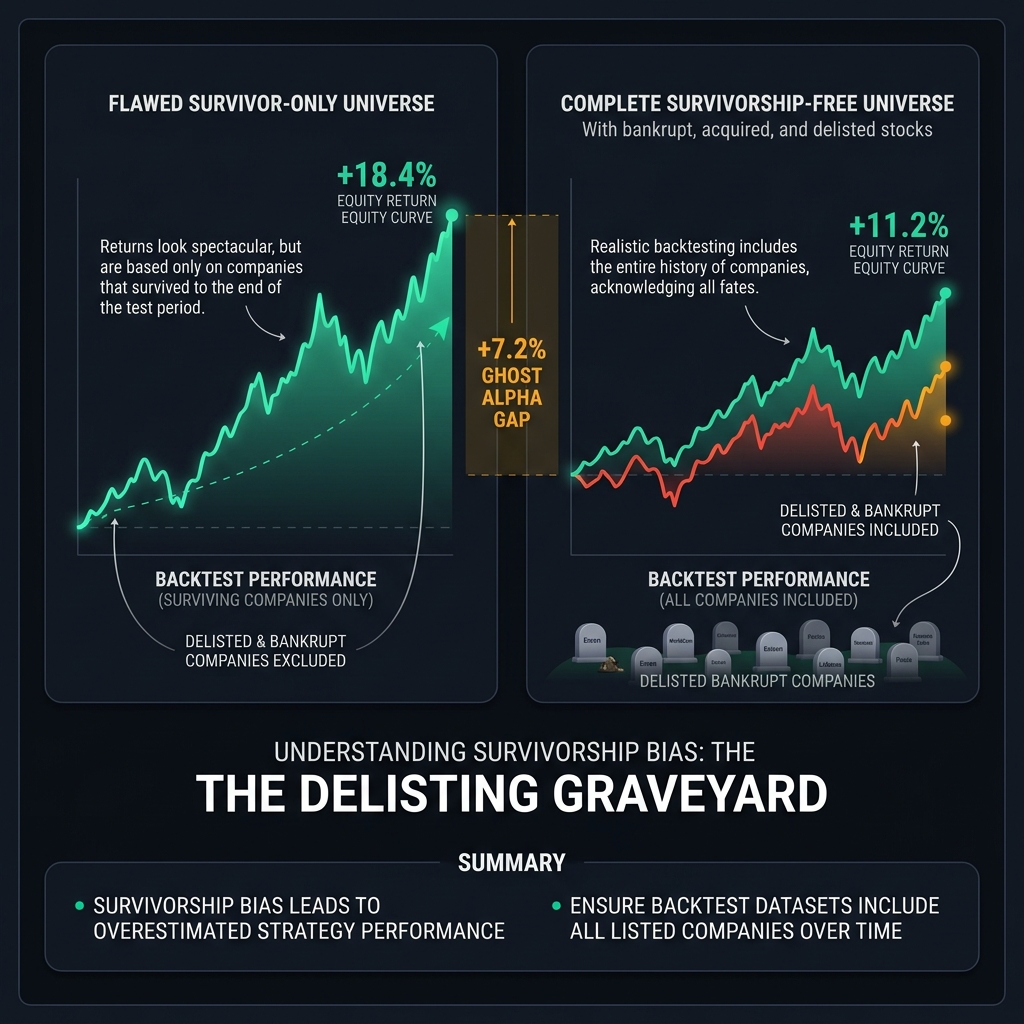 FLAWED SURVIVOR-ONLY UNIVERSE
+18.4%
EQUITY RETURN
EQUITY CURVE
Returns look spectacular, but
are based only on companies
that survived to the end of
the test period.
BACKTEST PERFORMANCE
(SURVIVING COMPANIES ONLY)
DELISTED & BANKRUPT
COMPANIES EXCLUDED
+7.2%
GHOST
ALPHA
GAP
COMPLETE SURVIVORSHIP-FREE UNIVERSE
With bankrupt, acquired, and delisted stocks
+11.2%
EQUITY RETURN
EQUITY CURVE
Realistic backtesting includes
the entire history of companies,
acknowledging all fates.
DELISTED & BANKRUPT
COMPANIES INCLUDED
BACKTEST PERFORMANCE
(ALL COMPANIES INCLUDED)
Enron
WorldCom
Enron
DELISTED BANKRUPT COMPANIES
UNDERSTANDING SURVIVORSHIP BIAS: THE
THE DELISTING GRAVEYARD
SUMMARY
SURVIVORSHIP BIAS LEADS TO
OVERESTIMATED STRATEGY PERFORMANCE
ENSURE BACKTEST DATASETS INCLUDE
ALL LISTED COMPANIES OVER TIME